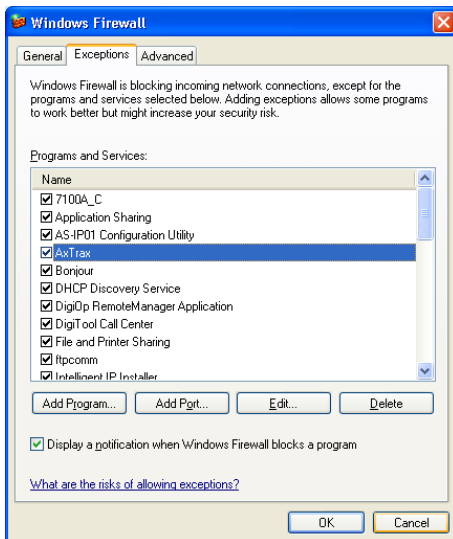 Windows Firewall
General Exceptions Advanced
Windows Firewall is blocking incoming network connections, except for the
programs and services selected below. Adding exceptions allows some programs
to work better but might increase your security risk.
Programs and Services:
Name
7100A_C
Application Sharing
AS-IP01 Configuration Utility
AxTrax
Bonjour
DHCP Discovery Service
DigiOp RemoteManager Application
DigiTool Call Center
File and Printer Sharing
ftpcomm
Intelligent IP Installer
Add Program... Add Port... Edit... Delete
Display a notification when Windows Firewall blocks a program
What are the risks of allowing exceptions?
OK Cancel